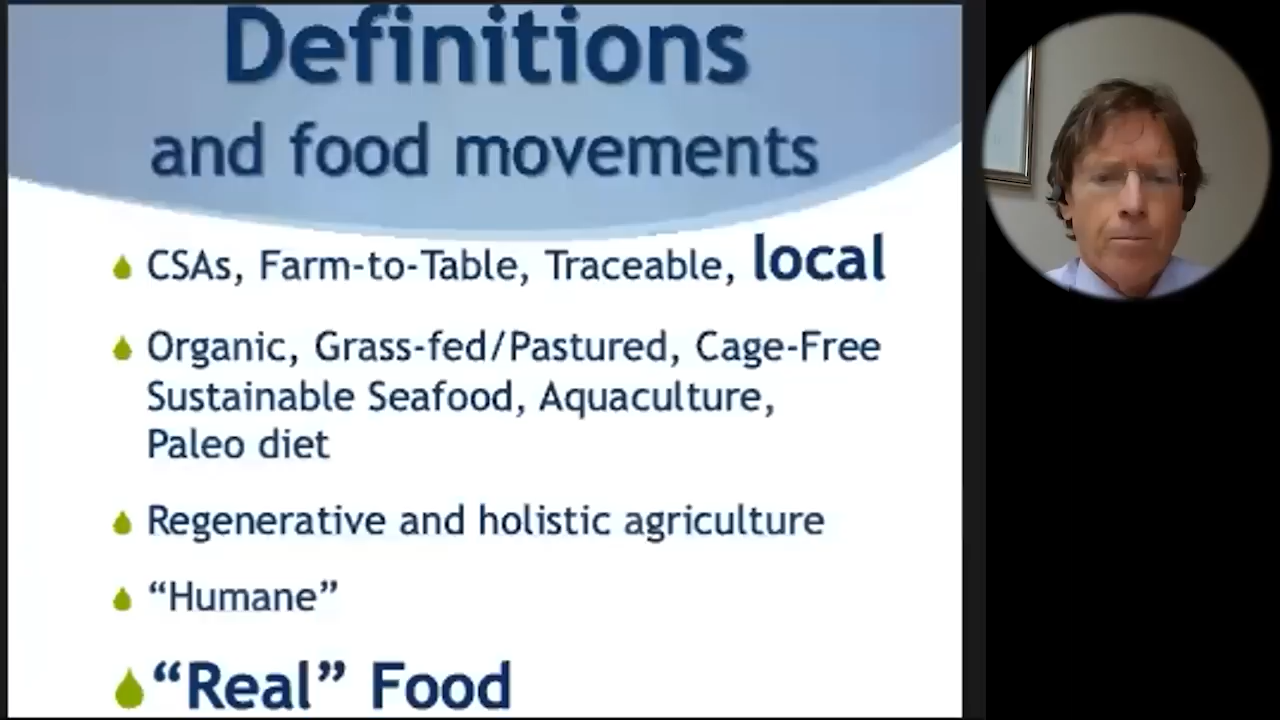 Definitions
and food movements
CSAs, Farm-to-Table, Traceable, local
Organic, Grass-fed/Pastured, Cage-Free
Sustainable Seafood, Aquaculture,
Paleo diet
Regenerative and holistic agriculture
“Humane”
“Real” Food